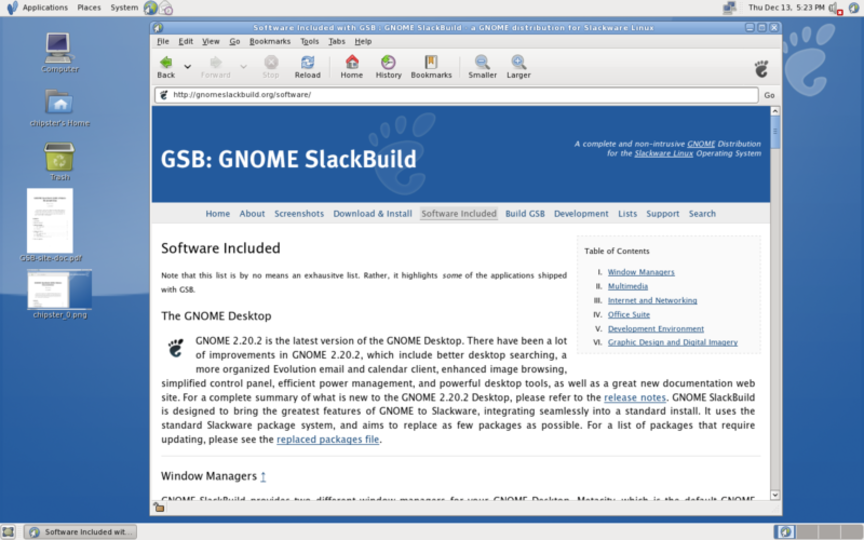 Applications Places System
Thu Dec 13, 5:23 PM
Software Included with GSB : GNOME SlackBuild - a GNOME distribution for Slackware Linux
File Edit View Go Bookmarks Tools Tabs Help
Back Forward Stop Reload Home History Bookmarks Smaller Larger
http://gnomeslackbuild.org/software/ Go
Computer
chipster's Home
Trash
GSB-site-doc.pdf
chipster_0.png
GSB: GNOME SlackBuild
A complete and non-intrusive GNOME Distribution
for the Slackware Linux Operating System
Home About Screenshots Download & Install Software Included Build GSB Development Lists Support Search
Software Included
Note that this list is by no means an exhausitve list. Rather, it highlights some of the applications shipped
with GSB.
Table of Contents
I. Window Managers
II. Multimedia
III. Internet and Networking
IV. Office Suite
V. Development Environment
VI. Graphic Design and Digital Imagery
The GNOME Desktop
GNOME 2.20.2 is the latest version of the GNOME Desktop. There have been a lot
of improvements in GNOME 2.20.2, which include better desktop searching, a
more organized Evolution email and calendar client, enhanced image browsing,
simplified control panel, efficient power management, and powerful desktop tools, as well as a great new documentation web
site. For a complete summary of what is new to the GNOME 2.20.2 Desktop, please refer to the release notes. GNOME SlackBuild
is designed to bring the greatest features of GNOME to Slackware, integrating seamlessly into a standard install. It uses the
standard Slackware package system, and aims to replace as few packages as possible. For a list of packages that require
updating, please see the replaced packages file.
Window Managers ↑
GNOME SlackBuild provides two different window managers for your GNOME Desktop. Metacity, which is the default GNOME
Software Included wit...